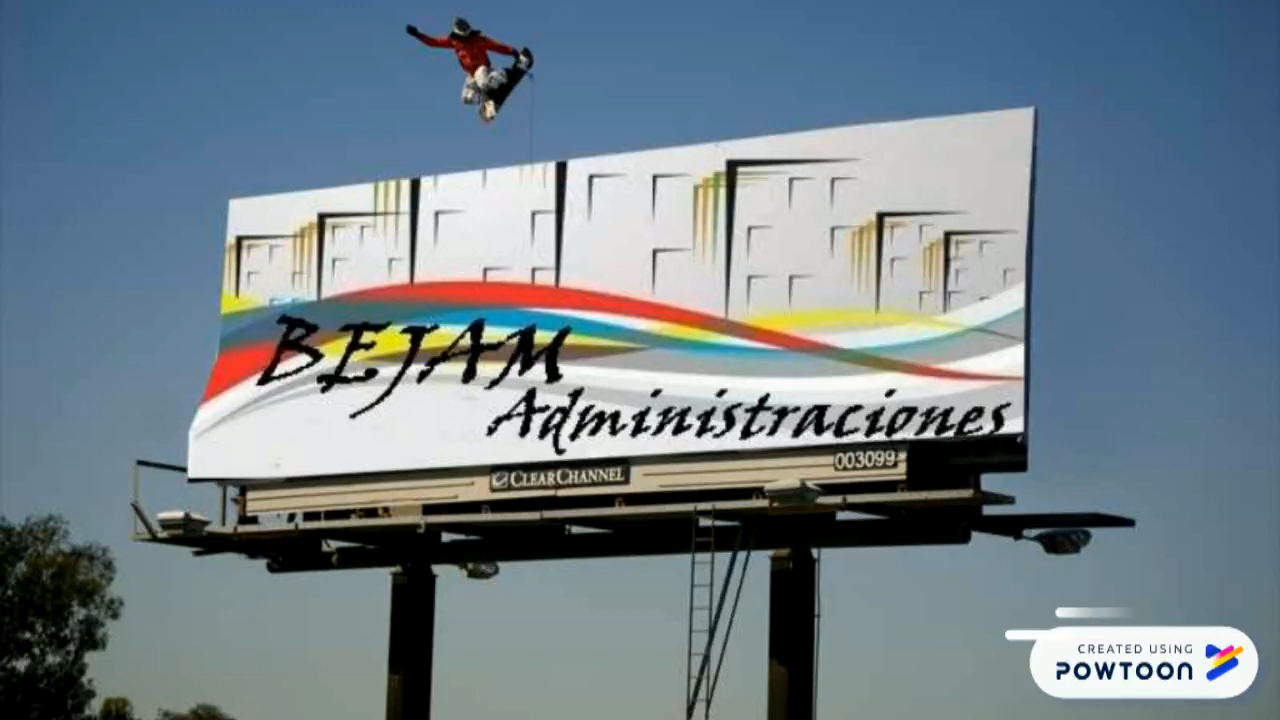 BEJAM
Administraciones
CLEARCHANNEL
003099
CREATED USING
POWTOON